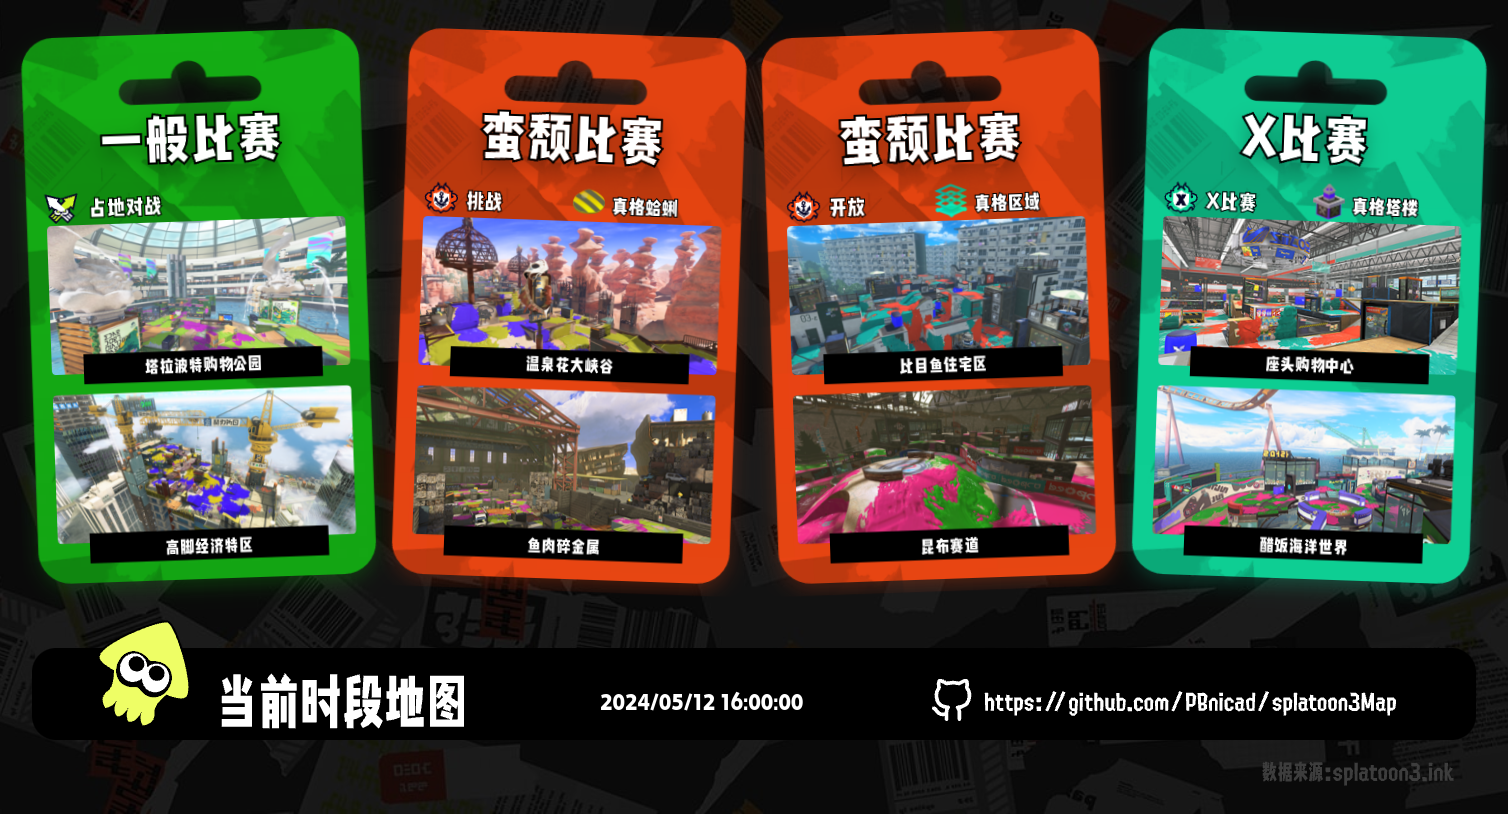 一般比赛
占地对战
塔拉波特购物公园
高脚经济特区
蛮颓比赛
挑战
真格蛤蜊
温泉花大峡谷
鱼肉碎金属
蛮颓比赛
开放
真格区域
比目鱼住宅区
昆布赛道
X比赛
X比赛
真格塔楼
座头购物中心
醋饭海洋世界
当前时段地图
2024/05/12 16:00:00
https://github.com/PBnicad/splatoon3Map
数据来源:splatoon3.ink